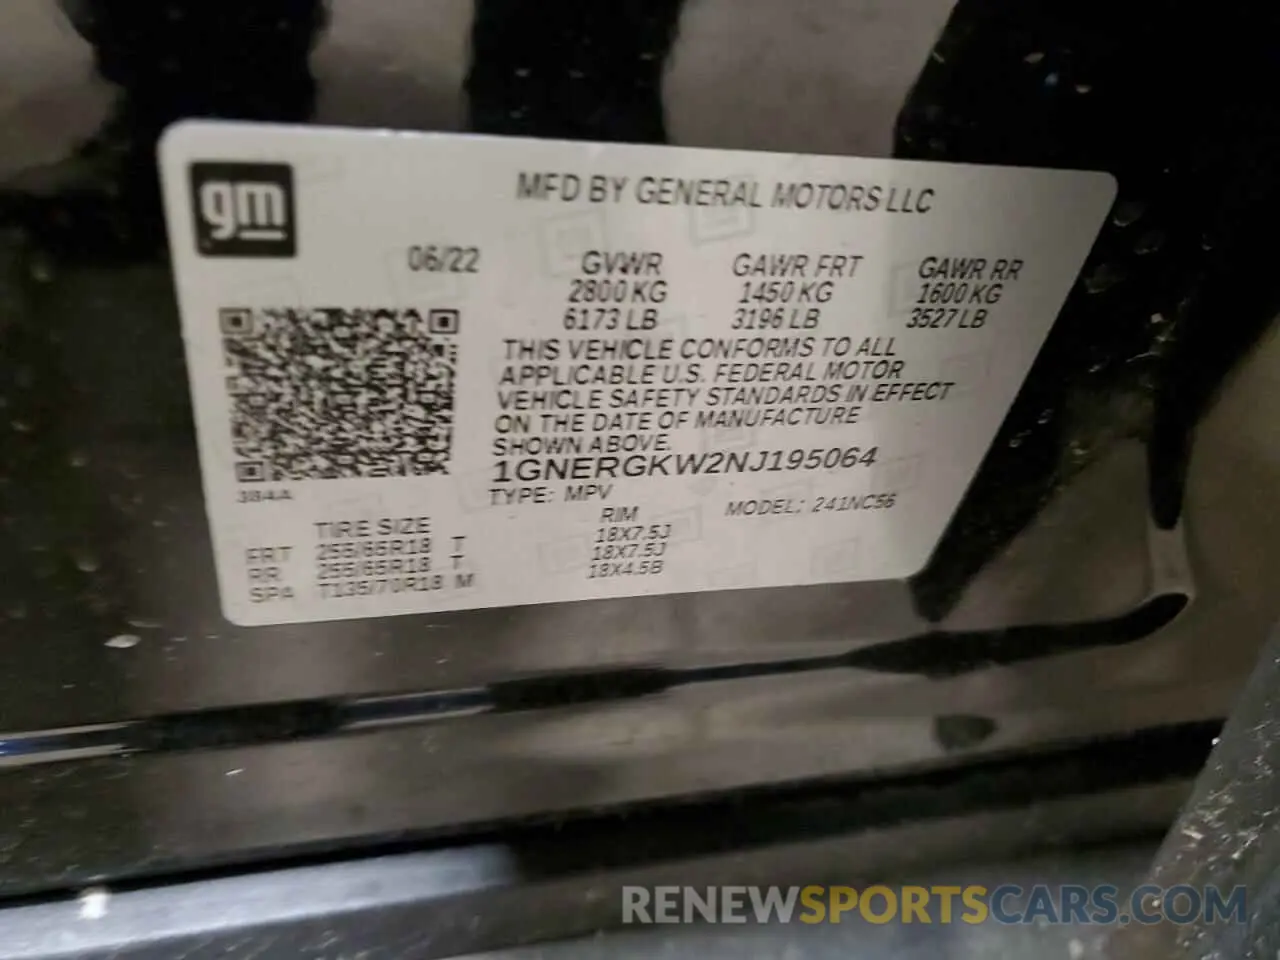 gm
MFD BY GENERAL MOTORS LLC
06/22 GVWR GAWR FRT GAWR RR
2800 KG 1450 KG 1600 KG
6173 LB 3196 LB 3527 LB
THIS VEHICLE CONFORMS TO ALL
APPLICABLE U.S. FEDERAL MOTOR
VEHICLE SAFETY STANDARDS IN EFFECT
ON THE DATE OF MANUFACTURE
SHOWN ABOVE.
1GNERGKW2NJ195064
384A
TYPE: MPV MODEL: 241NC56
TIRE SIZE RIM
FRT 255/65R18 T 18X7.5J
RR 255/65R18 T 18X7.5J
SPA T135/70R18 M 18X4.5B
RENEWSPORTSCARS.COM